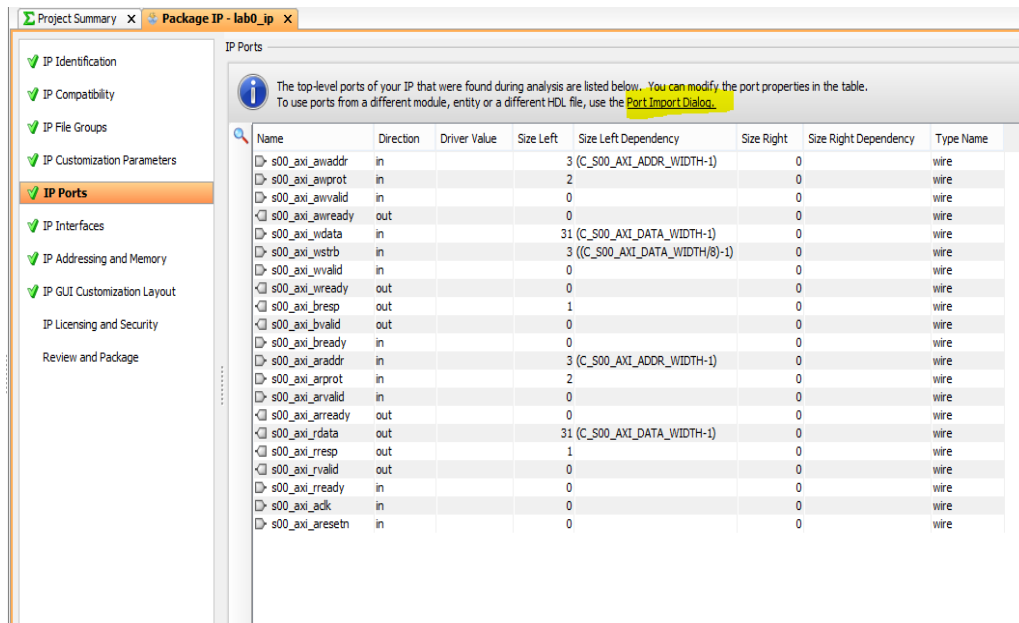 Project Summary X Package IP - lab0_ip X
IP Identification
IP Compatibility
IP File Groups
IP Customization Parameters
IP Ports
IP Interfaces
IP Addressing and Memory
IP GUI Customization Layout
IP Licensing and Security
Review and Package
IP Ports
The top-level ports of your IP that were found during analysis are listed below. You can modify the port properties in the table.
To use ports from a different module, entity or a different HDL file, use the Port Import Dialog.
Name Direction Driver Value Size Left Size Left Dependency Size Right Size Right Dependency Type Name
s00_axi_awaddr in 3 (C_S00_AXI_ADDR_WIDTH-1) 0 wire
s00_axi_awprot in 2 0 wire
s00_axi_awvalid in 0 0 wire
s00_axi_awready out 0 0 wire
s00_axi_wdata in 31 (C_S00_AXI_DATA_WIDTH-1) 0 wire
s00_axi_wstrb in 3 ((C_S00_AXI_DATA_WIDTH/8)-1) 0 wire
s00_axi_wvalid in 0 0 wire
s00_axi_wready out 0 0 wire
s00_axi_bresp out 1 0 wire
s00_axi_bvalid out 0 0 wire
s00_axi_bready in 0 0 wire
s00_axi_araddr in 3 (C_S00_AXI_ADDR_WIDTH-1) 0 wire
s00_axi_arprot in 2 0 wire
s00_axi_arvalid in 0 0 wire
s00_axi_arready out 0 0 wire
s00_axi_rdata out 31 (C_S00_AXI_DATA_WIDTH-1) 0 wire
s00_axi_rresp out 1 0 wire
s00_axi_rvalid out 0 0 wire
s00_axi_rready in 0 0 wire
s00_axi_aclk in 0 0 wire
s00_axi_aresetn in 0 0 wire